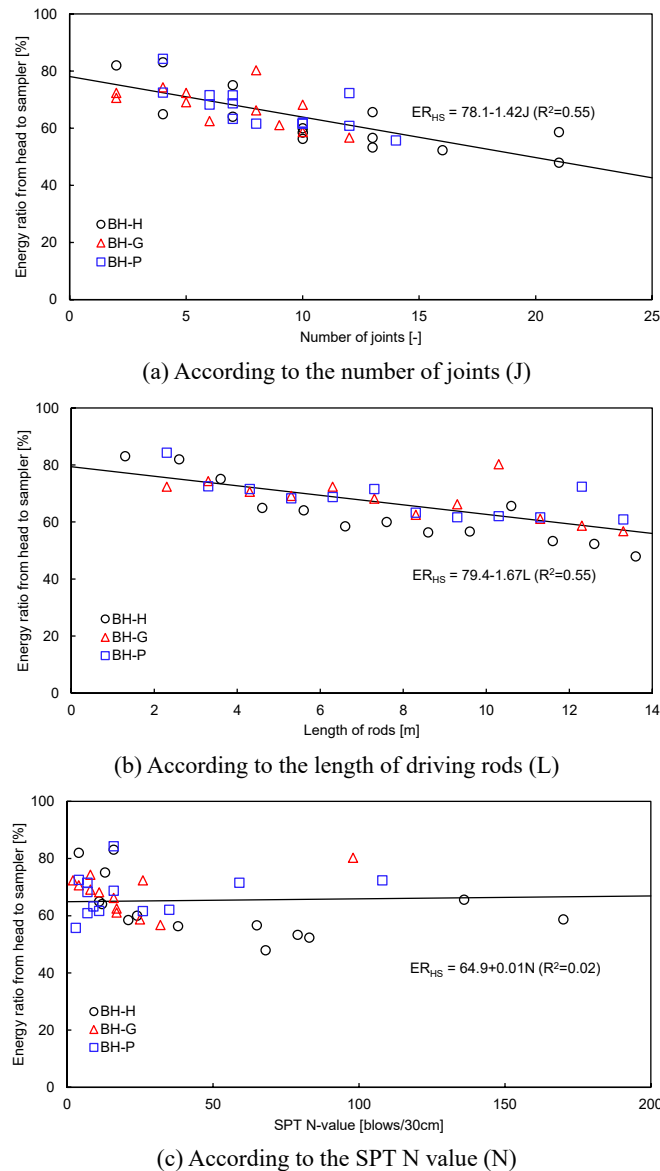 100
80
60
40
20
0
0 5 10 15 20 25
Energy ratio from head to sampler [%]
Number of joints [-]
ER_HS = 78.1-1.42J (R²=0.55)
BH-H
BH-G
BH-P
(a) According to the number of joints (J)
100
80
60
40
20
0
0 2 4 6 8 10 12 14
Energy ratio from head to sampler [%]
Length of rods [m]
ER_HS = 79.4-1.67L (R²=0.55)
BH-H
BH-G
BH-P
(b) According to the length of driving rods (L)
100
80
60
40
20
0
0 50 100 150 200
Energy ratio from head to sampler [%]
SPT N-value [blows/30cm]
ER_HS = 64.9+0.01N (R²=0.02)
BH-H
BH-G
BH-P
(c) According to the SPT N value (N)